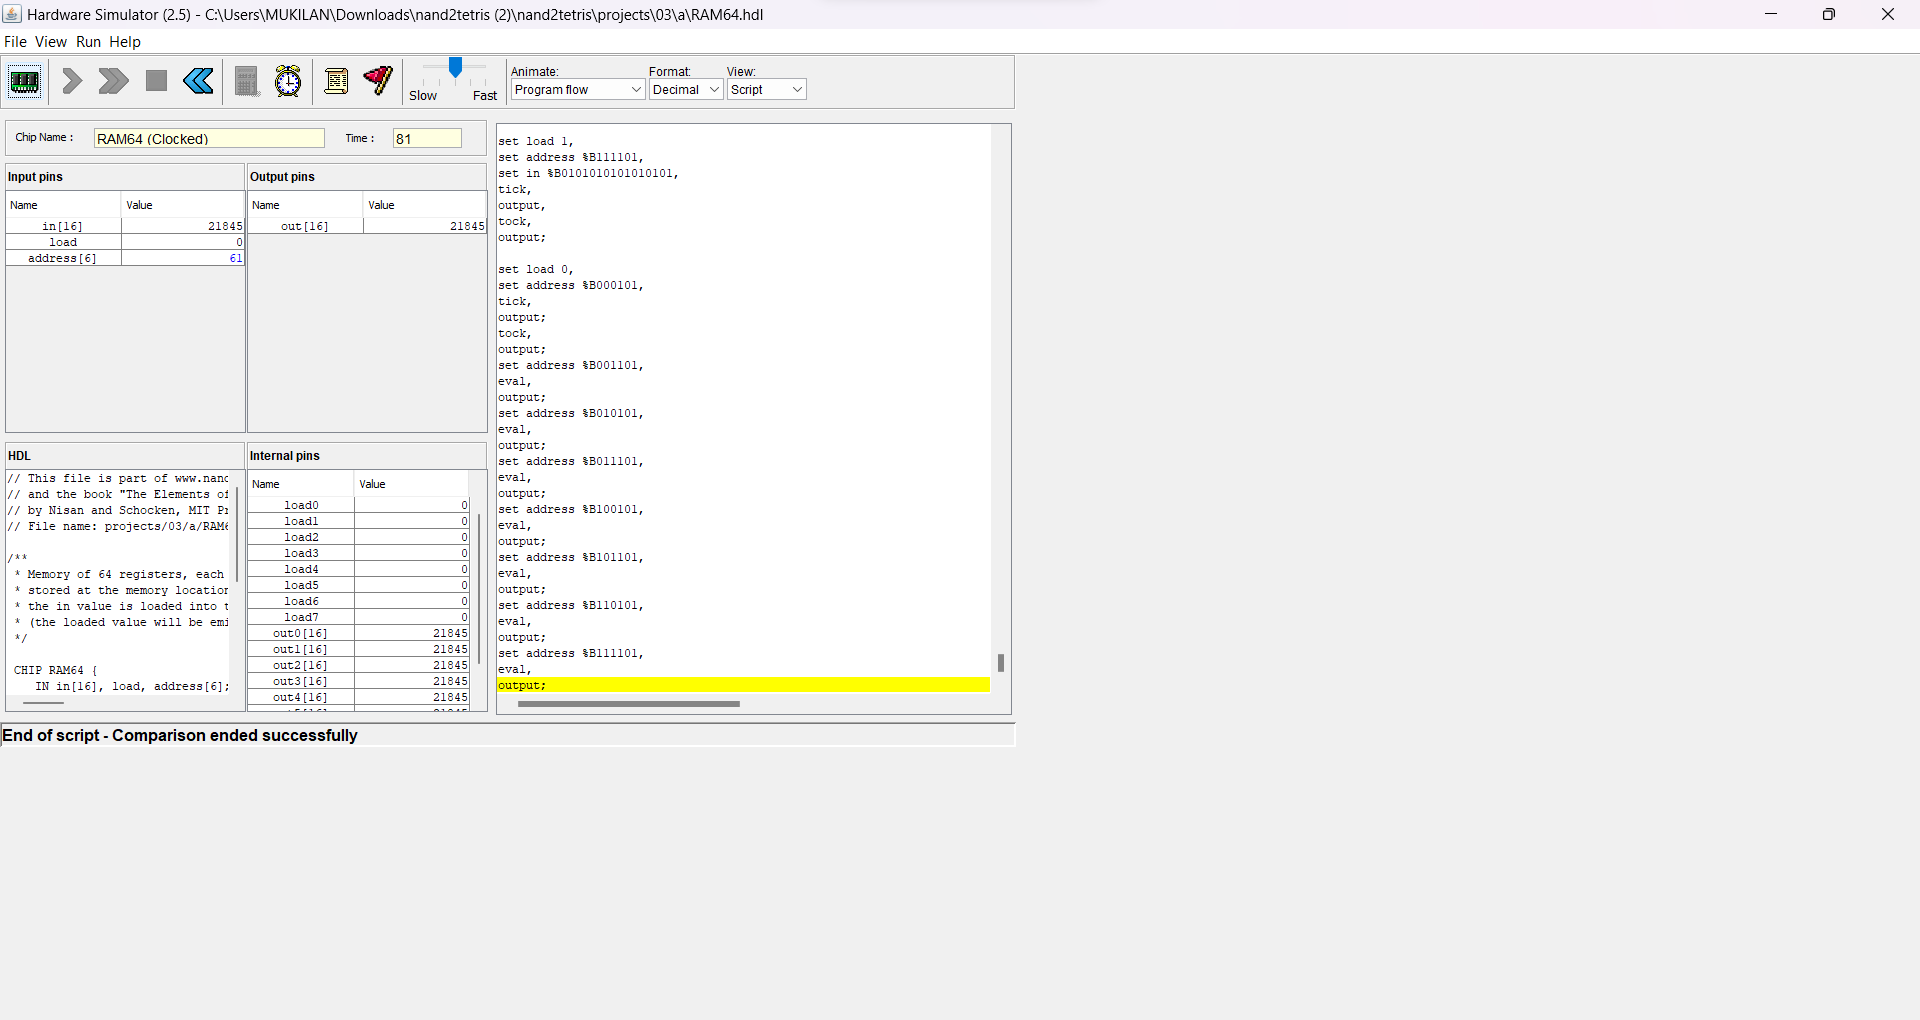 Hardware Simulator (2.5) - C:\Users\MUKILAN\Downloads\nand2tetris (2)\nand2tetris\projects\03\a\RAM64.hdl
File View Run Help
Slow Fast
Animate: Format: View:
Program flow Decimal Script
Chip Name : RAM64 (Clocked) Time : 81
Input pins
Name Value
in[16] 21845
load 0
address[6] 61
Output pins
Name Value
out[16] 21845
HDL
// This file is part of www.nand
// and the book "The Elements of
// by Nisan and Schocken, MIT Pr
// File name: projects/03/a/RAM6
/**
* Memory of 64 registers, each
* stored at the memory location
* the in value is loaded into t
* (the loaded value will be emi
*/
CHIP RAM64 {
IN in[16], load, address[6];
Internal pins
Name Value
load0 0
load1 0
load2 0
load3 0
load4 0
load5 0
load6 0
load7 0
out0[16] 21845
out1[16] 21845
out2[16] 21845
out3[16] 21845
out4[16] 21845
set load 1,
set address %B111101,
set in %B0101010101010101,
tick,
output,
tock,
output;
set load 0,
set address %B000101,
tick,
output;
tock,
output;
set address %B001101,
eval,
output;
set address %B010101,
eval,
output;
set address %B011101,
eval,
output;
set address %B100101,
eval,
output;
set address %B101101,
eval,
output;
set address %B110101,
eval,
output;
set address %B111101,
eval,
output;
End of script - Comparison ended successfully